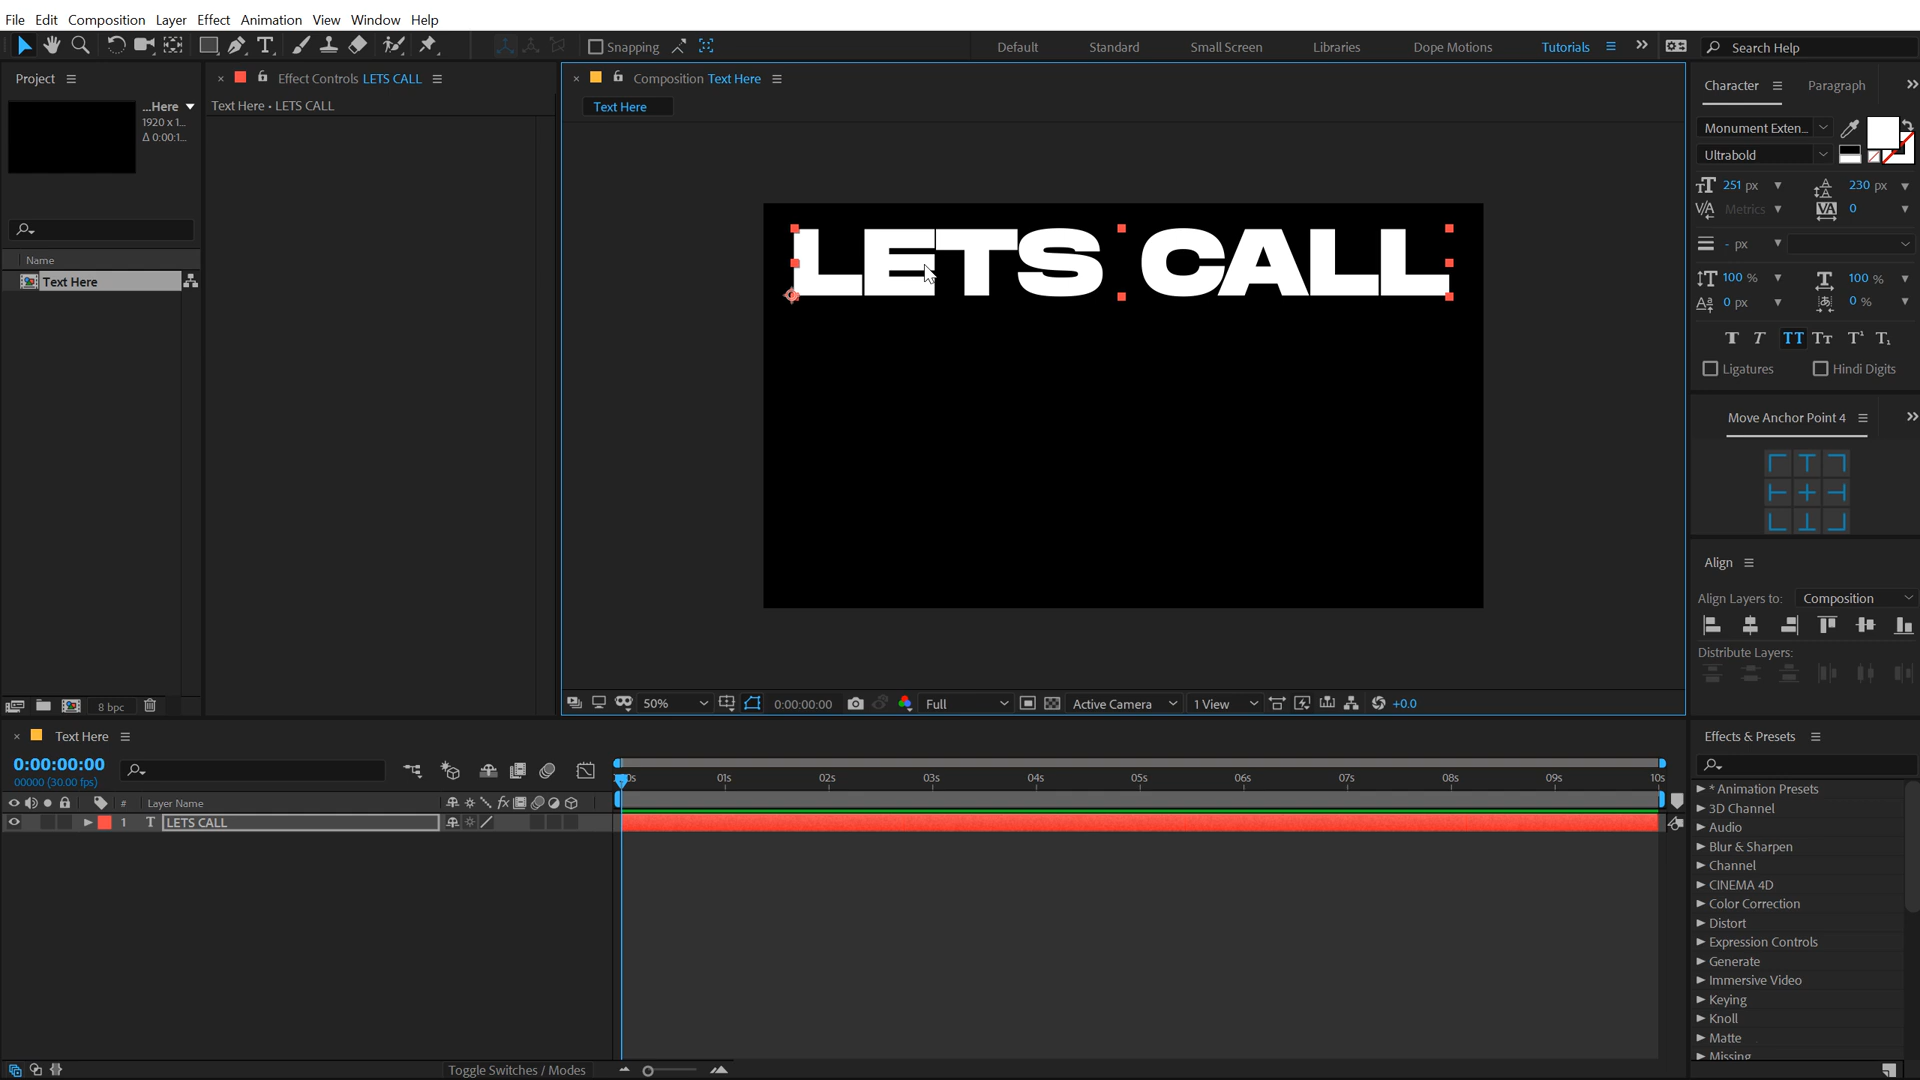 File Edit Composition Layer Effect Animation View Window Help
Snapping
Default Standard Small Screen Libraries Dope Motions Tutorials
Search Help
Project
Effect Controls LETS CALL
Composition Text Here
...Here
1920 x 1...
Δ 0:00:1...
Text Here • LETS CALL
Text Here
Name
Text Here
8 bpc
LETS CALL
50%
0:00:00:00
Full
Active Camera
1 View
+0.0
Character Paragraph
Monument Exten...
Ultrabold
251 px
230 px
Metrics
0
- px
100 %
100 %
0 px
0 %
T T TT Tт T¹ T₁
Ligatures
Hindi Digits
Move Anchor Point 4
Align
Align Layers to: Composition
Distribute Layers:
Text Here
0:00:00:00
00000 (30.00 fps)
# Layer Name
1 T LETS CALL
01s 02s 03s 04s 05s 06s 07s 08s 09s 10s
Toggle Switches / Modes
Effects & Presets
* Animation Presets
3D Channel
Audio
Blur & Sharpen
Channel
CINEMA 4D
Color Correction
Distort
Expression Controls
Generate
Immersive Video
Keying
Knoll
Matte
Missing